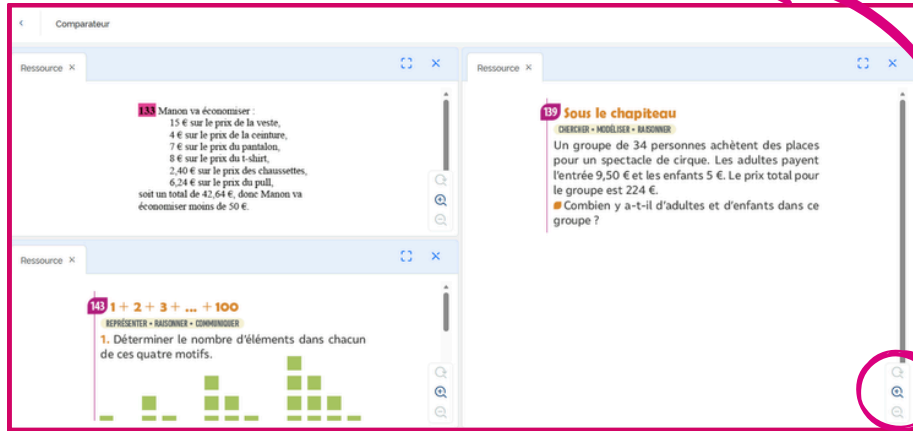 Comparateur
Ressource ×
133 Manon va économiser :
15 € sur le prix de la veste,
4 € sur le prix de la ceinture,
7 € sur le prix du pantalon,
8 € sur le prix du t-shirt,
2,40 € sur le prix des chaussettes,
6,24 € sur le prix du pull,
soit un total de 42,64 €, donc Manon va
économiser moins de 50 €.
Ressource ×
143 1 + 2 + 3 + ... + 100
REPRÉSENTER • RAISONNER • COMMUNIQUER
1. Déterminer le nombre d'éléments dans chacun
de ces quatre motifs.
Ressource ×
139 Sous le chapiteau
CHERCHER • MODÉLISER • RAISONNER
Un groupe de 34 personnes achètent des places
pour un spectacle de cirque. Les adultes payent
l'entrée 9,50 € et les enfants 5 €. Le prix total pour
le groupe est 224 €.
Combien y a-t-il d'adultes et d'enfants dans ce
groupe ?